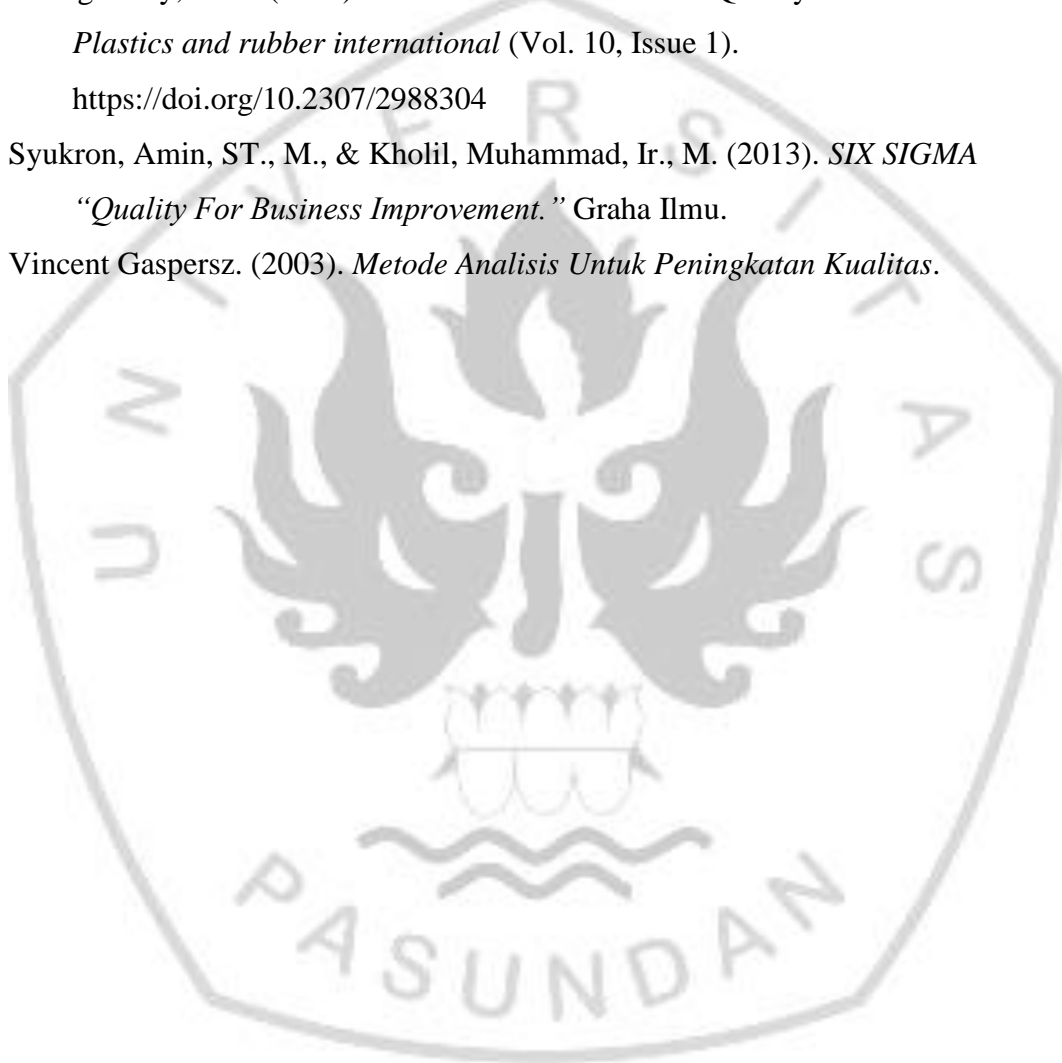 Plastics and rubber international (Vol. 10, Issue 1).
https://doi.org/10.2307/2988304
Syukron, Amin, ST., M., & Kholil, Muhammad, Ir., M. (2013). SIX SIGMA
“Quality For Business Improvement.” Graha Ilmu.
Vincent Gaspersz. (2003). Metode Analisis Untuk Peningkatan Kualitas.
UNIVERSITAS
PASUNDAN